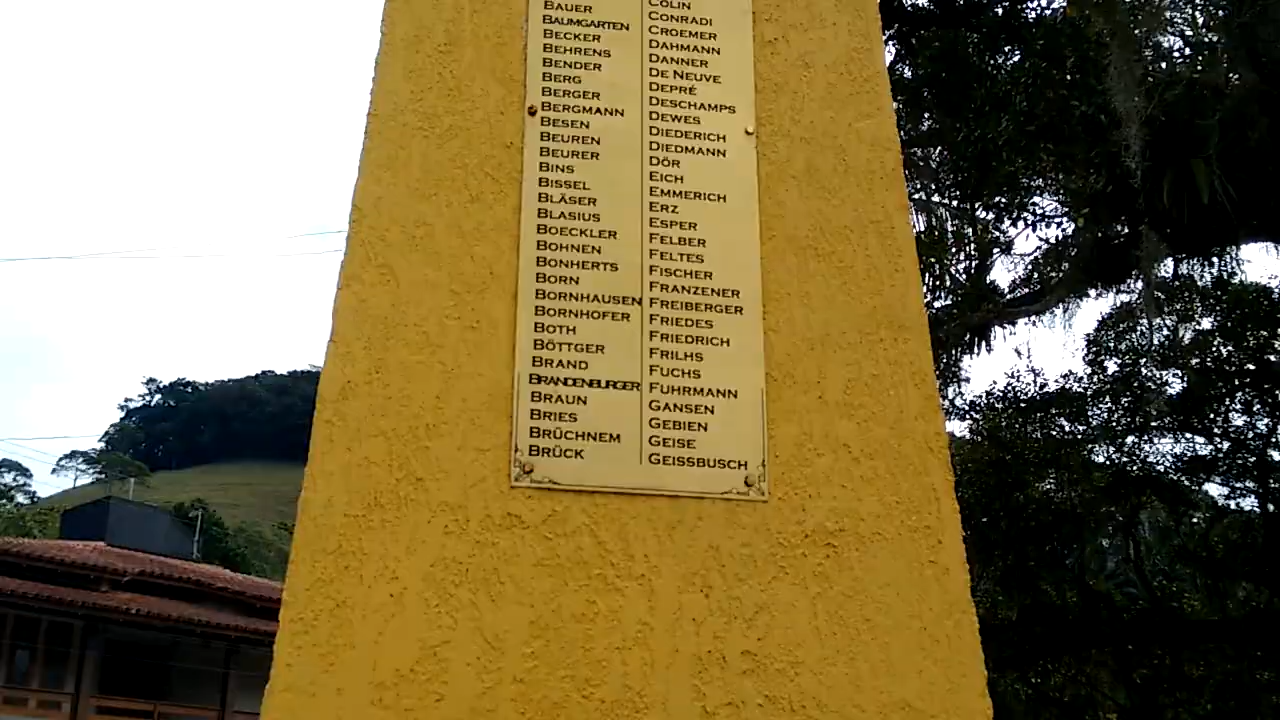 BAUER
BAUMGARTEN
BECKER
BEHRENS
BENDER
BERG
BERGER
BERGMANN
BESEN
BEUREN
BEURER
BINS
BISSEL
BLÄSER
BLASIUS
BOECKLER
BOHNEN
BONHERTS
BORN
BORNHAUSEN
BORNHOFER
BOTH
BÖTTGER
BRAND
BRANDENBURGER
BRAUN
BRIES
BRÜCHNEM
BRÜCK
COLIN
CONRADI
CROEMER
DAHMANN
DANNER
DE NEUVE
DEPRÉ
DESCHAMPS
DEWES
DIEDERICH
DIEDMANN
DÖR
EICH
EMMERICH
ERZ
ESPER
FELBER
FELTES
FISCHER
FRANZENER
FREIBERGER
FRIEDES
FRIEDRICH
FRILHS
FUCHS
FUHRMANN
GANSEN
GEBIEN
GEISE
GEISSBUSCH